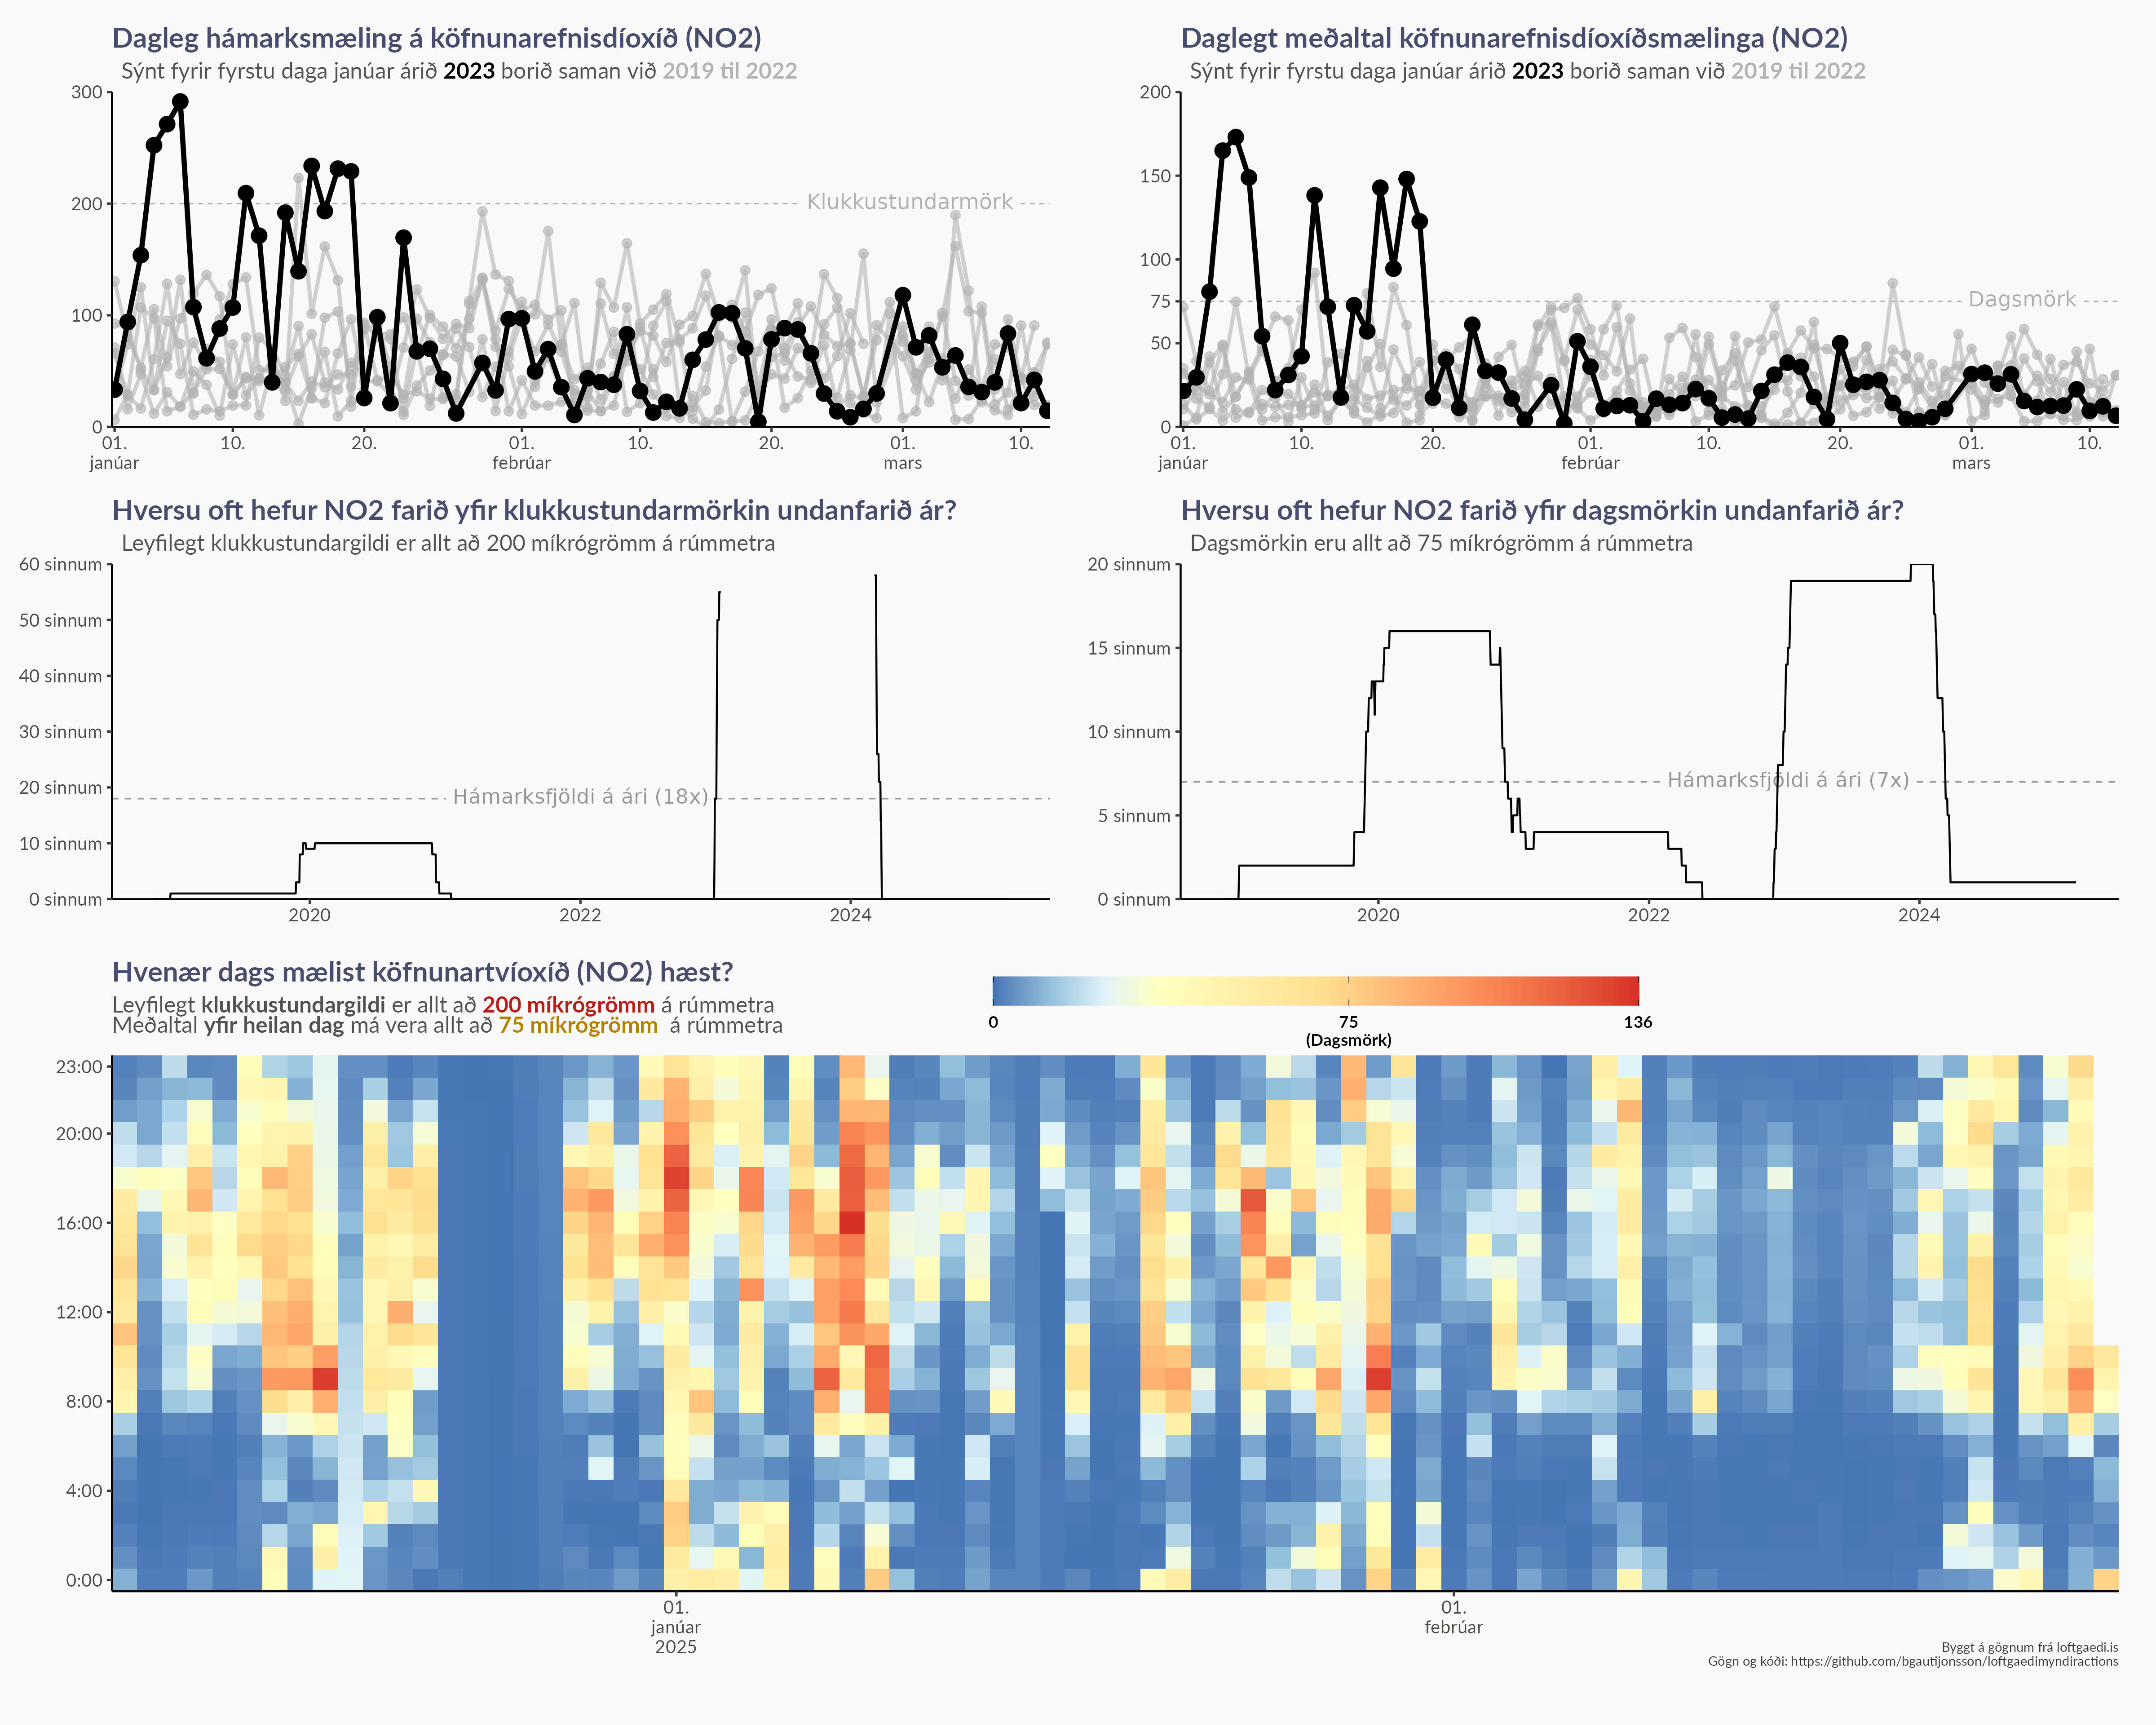 Dagleg hámarksmæling á köfnunarefnisdíoxíð (NO2)
Sýnt fyrir fyrstu daga janúar árið 2023 borið saman við 2019 til 2022
300
200
100
0
Klukkustundarmörk
01. 10. 20. 01. 10. 20. 01. 10.
janúar febrúar mars
Daglegt meðaltal köfnunarefnisdíoxíðsmælinga (NO2)
Sýnt fyrir fyrstu daga janúar árið 2023 borið saman við 2019 til 2022
200
150
100
75
50
0
Dagsmörk
01. 10. 20. 01. 10. 20. 01. 10.
janúar febrúar mars
Hversu oft hefur NO2 farið yfir klukkustundarmörkin undanfarið ár?
Leyfilegt klukkustundargildi er allt að 200 míkrógrömm á rúmmetra
60 sinnum
50 sinnum
40 sinnum
30 sinnum
20 sinnum
10 sinnum
0 sinnum
Hámarksfjöldi á ári (18x)
2020 2022 2024
Hversu oft hefur NO2 farið yfir dagsmörkin undanfarið ár?
Dagsmörkin eru allt að 75 míkrógrömm á rúmmetra
20 sinnum
15 sinnum
10 sinnum
5 sinnum
0 sinnum
Hámarksfjöldi á ári (7x)
2020 2022 2024
Hvenær dags mælist köfnunartvíoxíð (NO2) hæst?
Leyfilegt klukkustundargildi er allt að 200 míkrógrömm á rúmmetra
Meðaltal yfir heilan dag má vera allt að 75 míkrógrömm á rúmmetra
0 75 136
(Dagsmörk)
23:00
20:00
16:00
12:00
8:00
4:00
0:00
01. 01.
janúar febrúar
2025
Byggt á gögnum frá loftgaedi.is
Gögn og kóði: https://github.com/bgautijonsson/loftgaedimyndiractions